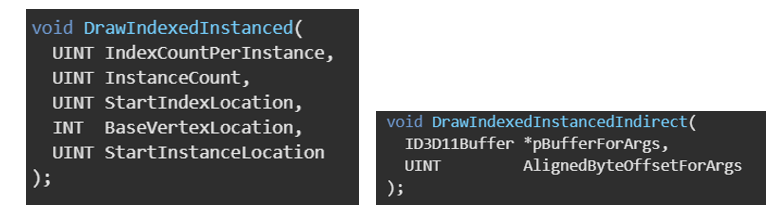 void DrawIndexedInstanced(
  UINT IndexCountPerInstance,
  UINT InstanceCount,
  UINT StartIndexLocation,
  INT  BaseVertexLocation,
  UINT StartInstanceLocation
);
void DrawIndexedInstancedIndirect(
  ID3D11Buffer *pBufferForArgs,
  UINT         AlignedByteOffsetForArgs
);